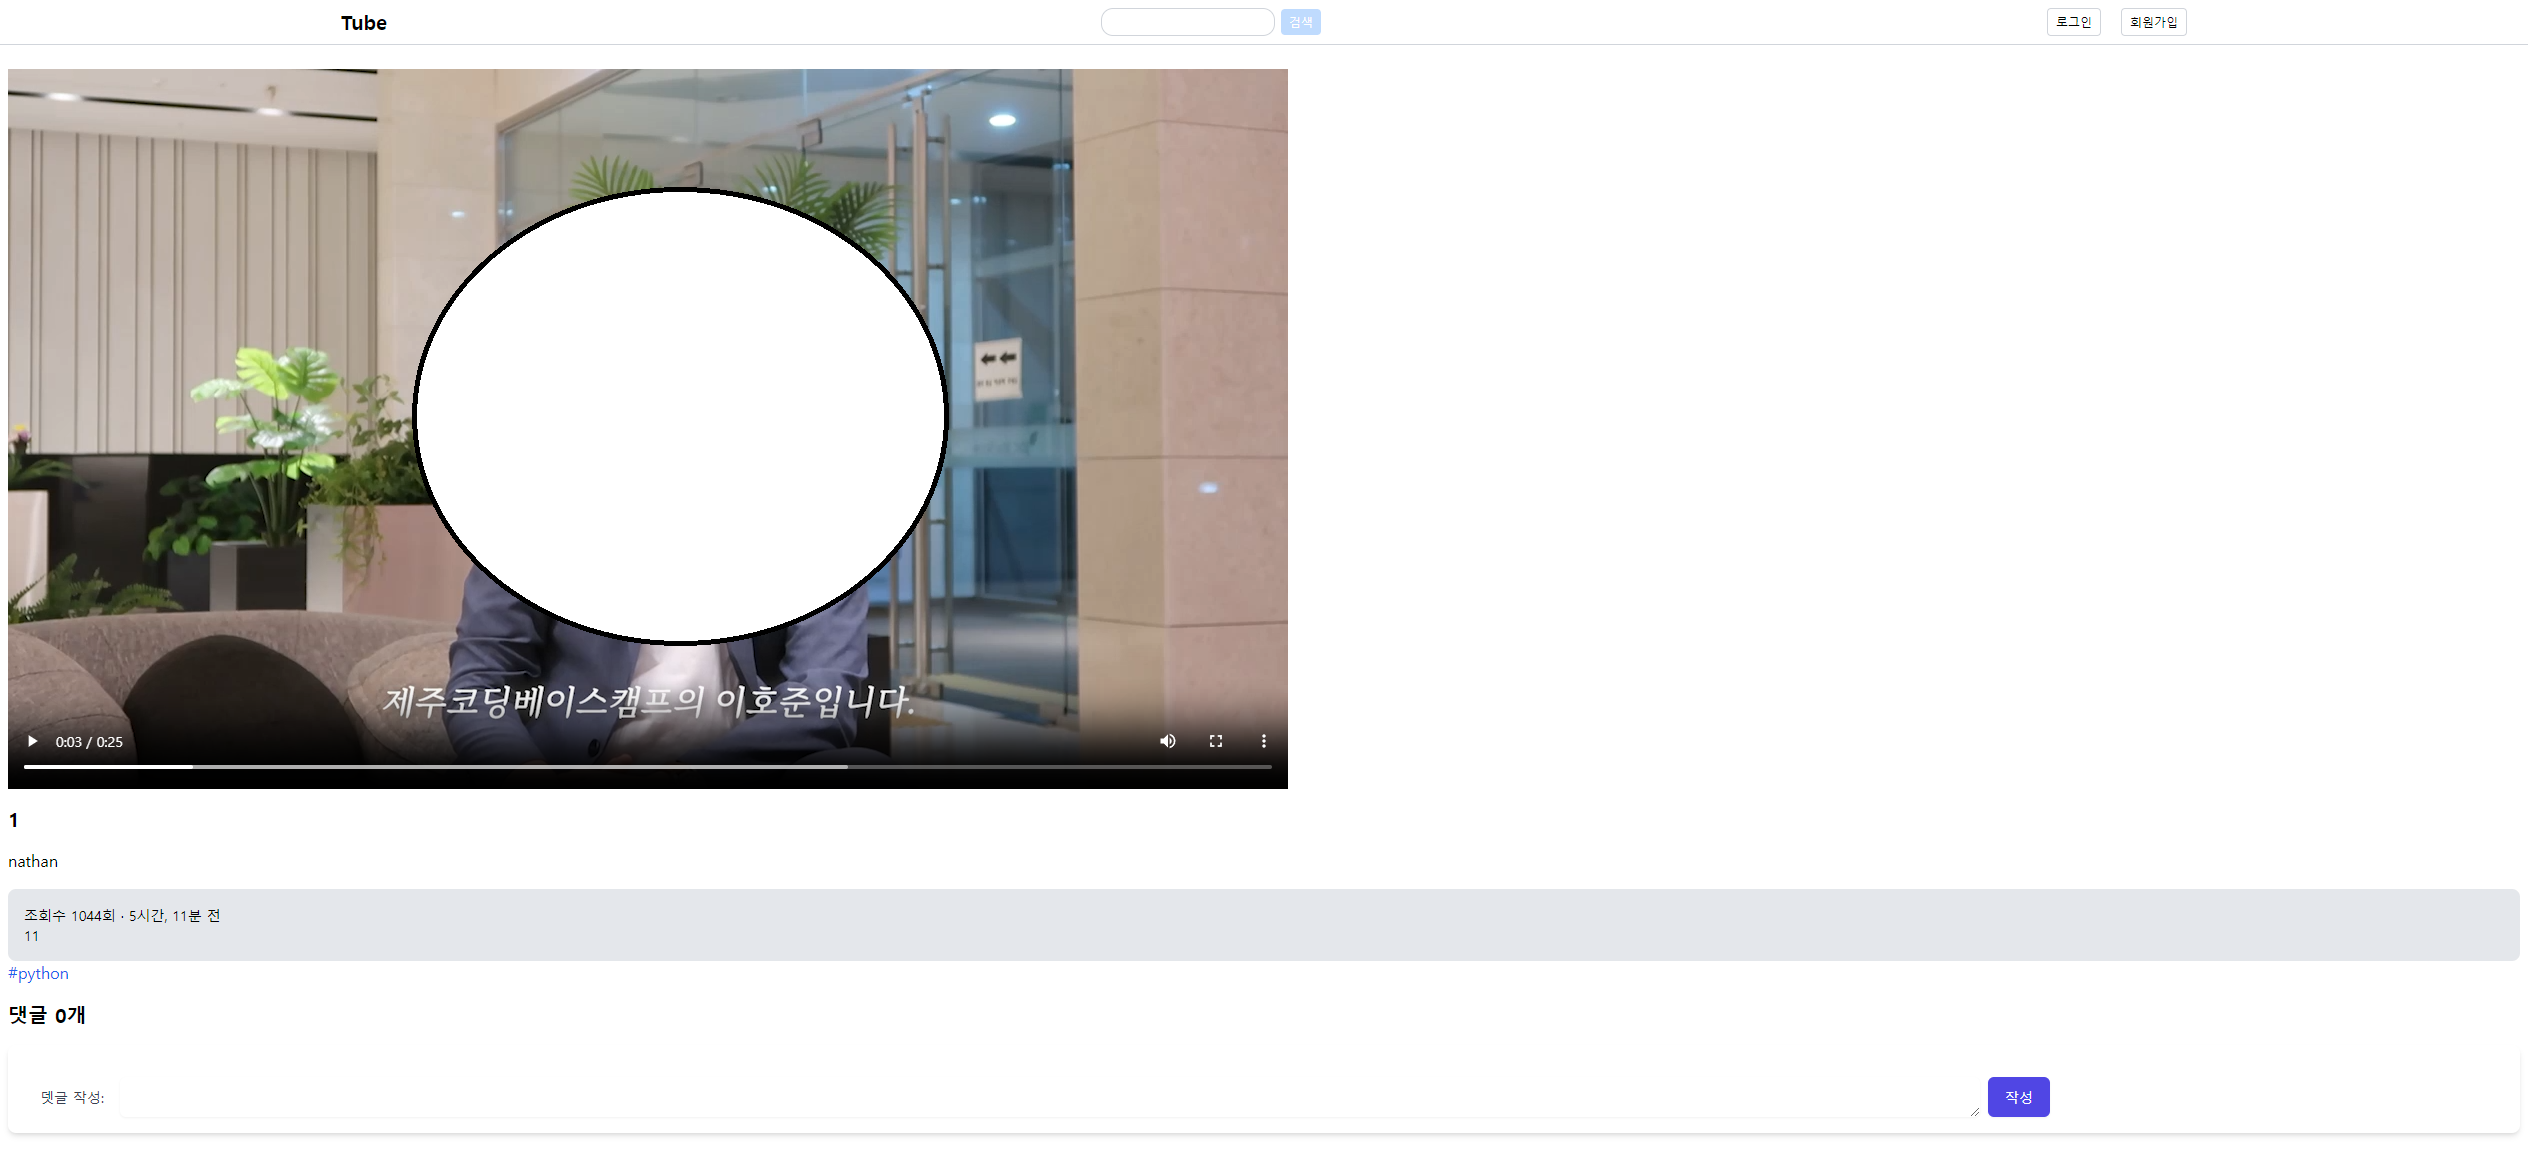 Tube
검색
로그인
회원가입
제주코딩베이스캠프의 이호준입니다.
0:03 / 0:25
1
nathan
조회수 1044회 · 5시간, 11분 전
11
#python
댓글 0개
뎃글 작성:
작성